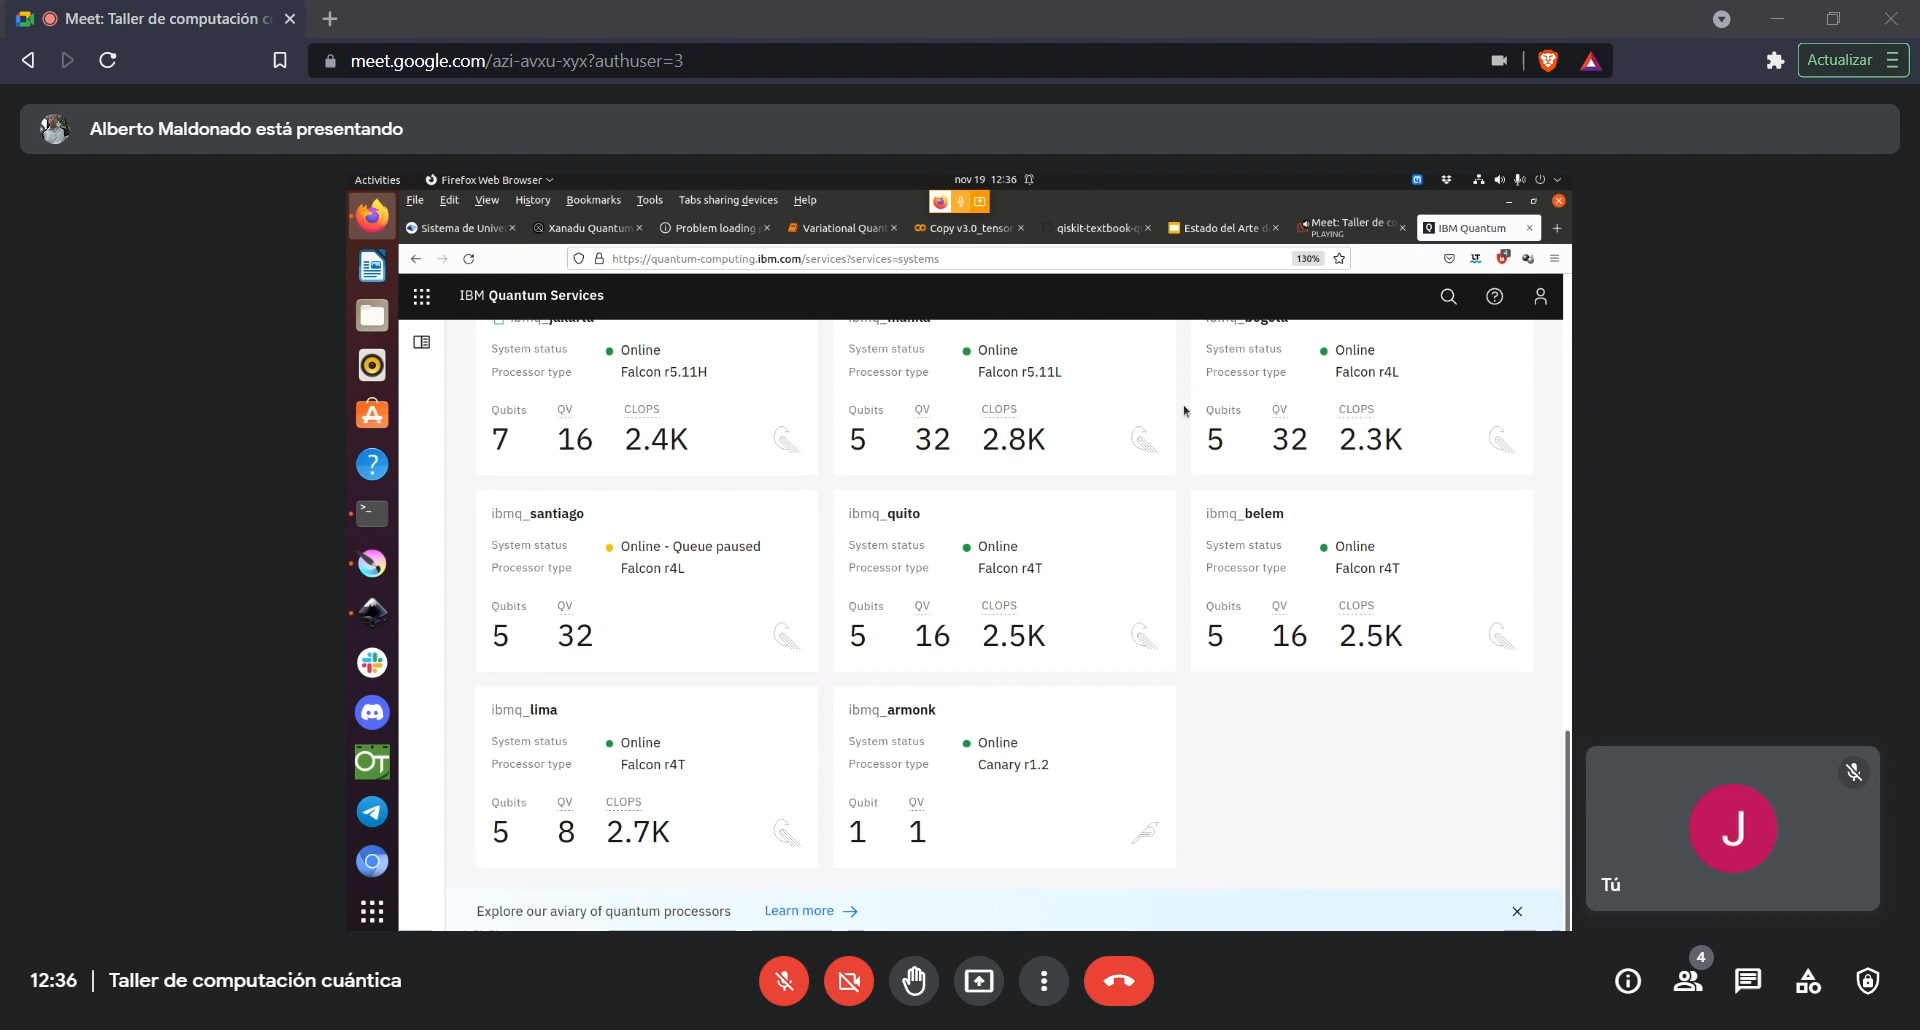 Meet: Taller de computación c
meet.google.com/azi-avxu-xyx?authuser=3
Actualizar
Alberto Maldonado está presentando
Activities Firefox Web Browser nov 19 12:36
File Edit View History Bookmarks Tools Tabs sharing devices Help
Sistema de Unive Xanadu Quantum Problem loading Variational Quan Copy v3.0_tensor qiskit-textbook-q Estado del Arte d Meet: Taller de co IBM Quantum
PLAYING
https://quantum-computing.ibm.com/services?services=systems 130%
IBM Quantum Services
ibmq_jakarta ibmq_manila ibmq_bogota
System status Online System status Online System status Online
Processor type Falcon r5.11H Processor type Falcon r5.11L Processor type Falcon r4L
Qubits QV CLOPS Qubits QV CLOPS Qubits QV CLOPS
7 16 2.4K 5 32 2.8K 5 32 2.3K
ibmq_santiago ibmq_quito ibmq_belem
System status Online - Queue paused System status Online System status Online
Processor type Falcon r4L Processor type Falcon r4T Processor type Falcon r4T
Qubits QV Qubits QV CLOPS Qubits QV CLOPS
5 32 5 16 2.5K 5 16 2.5K
ibmq_lima ibmq_armonk
System status Online System status Online
Processor type Falcon r4T Processor type Canary r1.2
Qubits QV CLOPS Qubit QV
5 8 2.7K 1 1
Explore our aviary of quantum processors Learn more
J
Tú
12:36 | Taller de computación cuántica
4